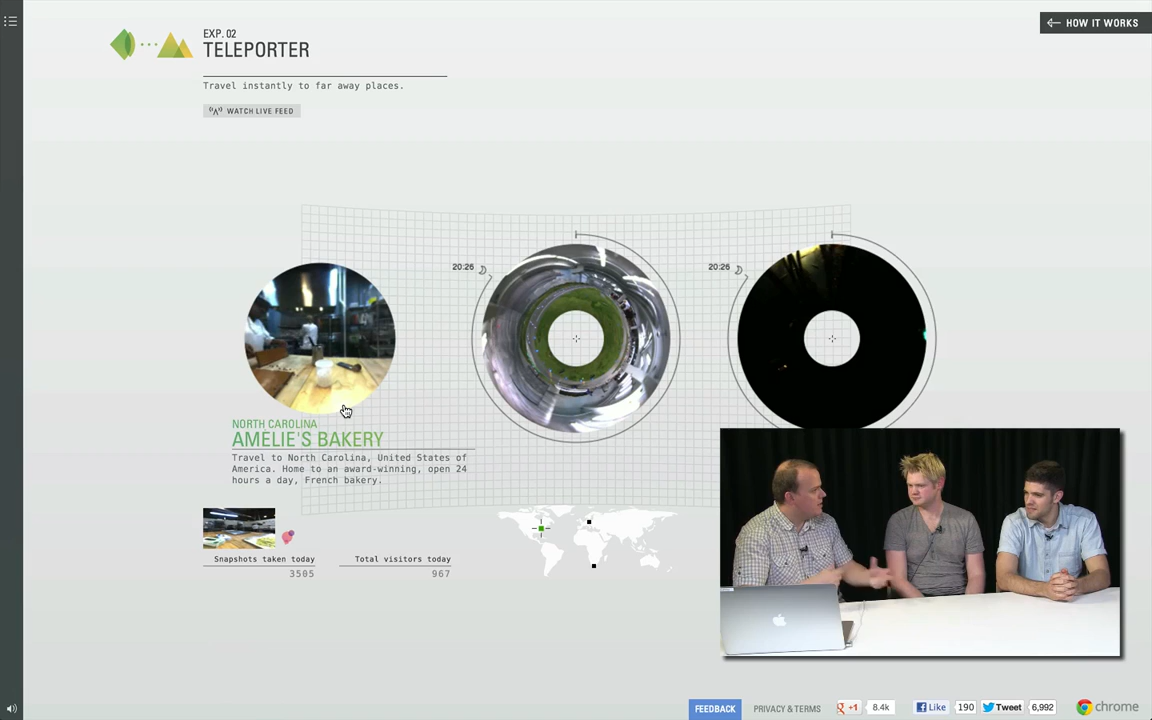 HOW IT WORKS
EXP. 02
TELEPORTER
Travel instantly to far away places.
WATCH LIVE FEED
20:26
20:26
NORTH CAROLINA
AMELIE'S BAKERY
Travel to North Carolina, United States of
America. Home to an award-winning, open 24
hours a day, French bakery.
Snapshots taken today
3505
Total visitors today
967
FEEDBACK
PRIVACY & TERMS
+1
8.4k
Like
190
Tweet
6,992
chrome